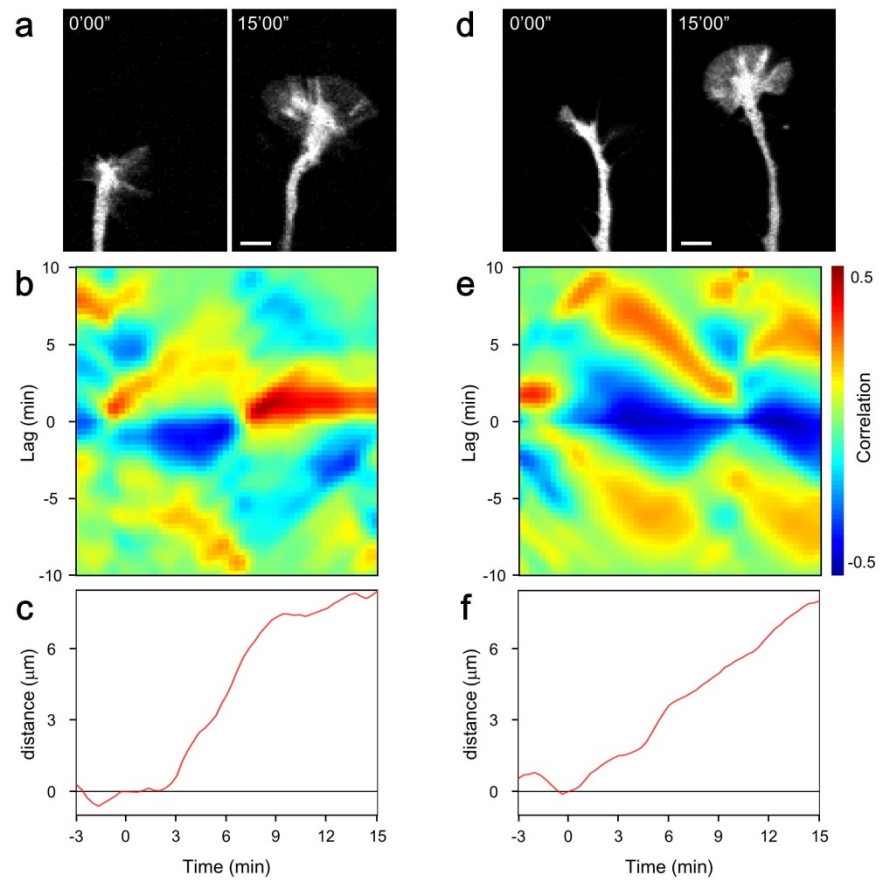 a
0’00”
15’00”
d
0’00”
15’00”
b
10
5
0
-5
-10
Lag (min)
e
10
5
0
-5
-10
Lag (min)
0.5
-0.5
Correlation
c
6
3
0
distance (μm)
-3 0 3 6 9 12 15
Time (min)
f
6
3
0
distance (μm)
-3 0 3 6 9 12 15
Time (min)